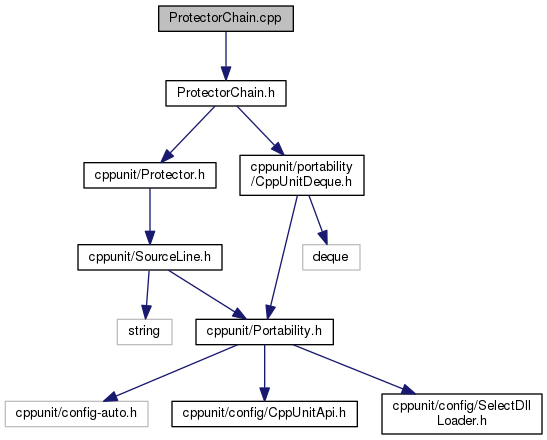 ProtectorChain.cpp
ProtectorChain.h
cppunit/Protector.h
cppunit/portability
/CppUnitDeque.h
cppunit/SourceLine.h
deque
string
cppunit/Portability.h
cppunit/config-auto.h
cppunit/config/CppUnitApi.h
cppunit/config/SelectDll
Loader.h